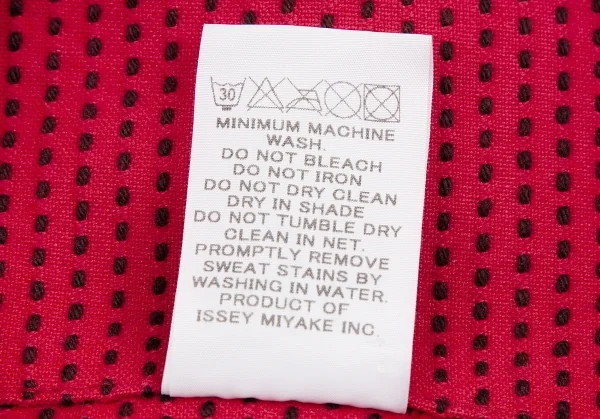 30
MINIMUM MACHINE
WASH.
DO NOT BLEACH
DO NOT IRON
DO NOT DRY CLEAN
DRY IN SHADE
DO NOT TUMBLE DRY
CLEAN IN NET.
PROMPTLY REMOVE
SWEAT STAINS BY
WASHING IN WATER.
PRODUCT OF
ISSEY MIYAKE INC.